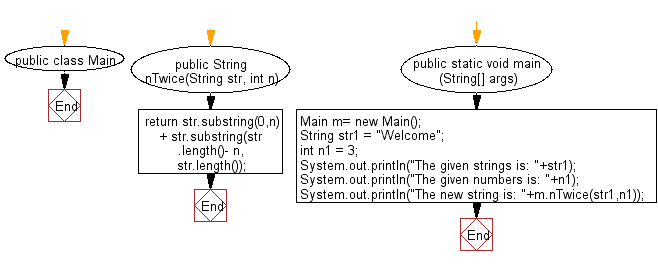 public class Main
End
public String
nTwice(String str, int n)
return str.substring(0,n)
+ str.substring(str
.length()- n,
str.length());
End
public static void main
(String[] args)
Main m= new Main();
String str1 = "Welcome";
int n1 = 3;
System.out.println("The given strings is: "+str1);
System.out.println("The given numbers is: "+n1);
System.out.println("The new string is: "+m.nTwice(str1,n1));
End